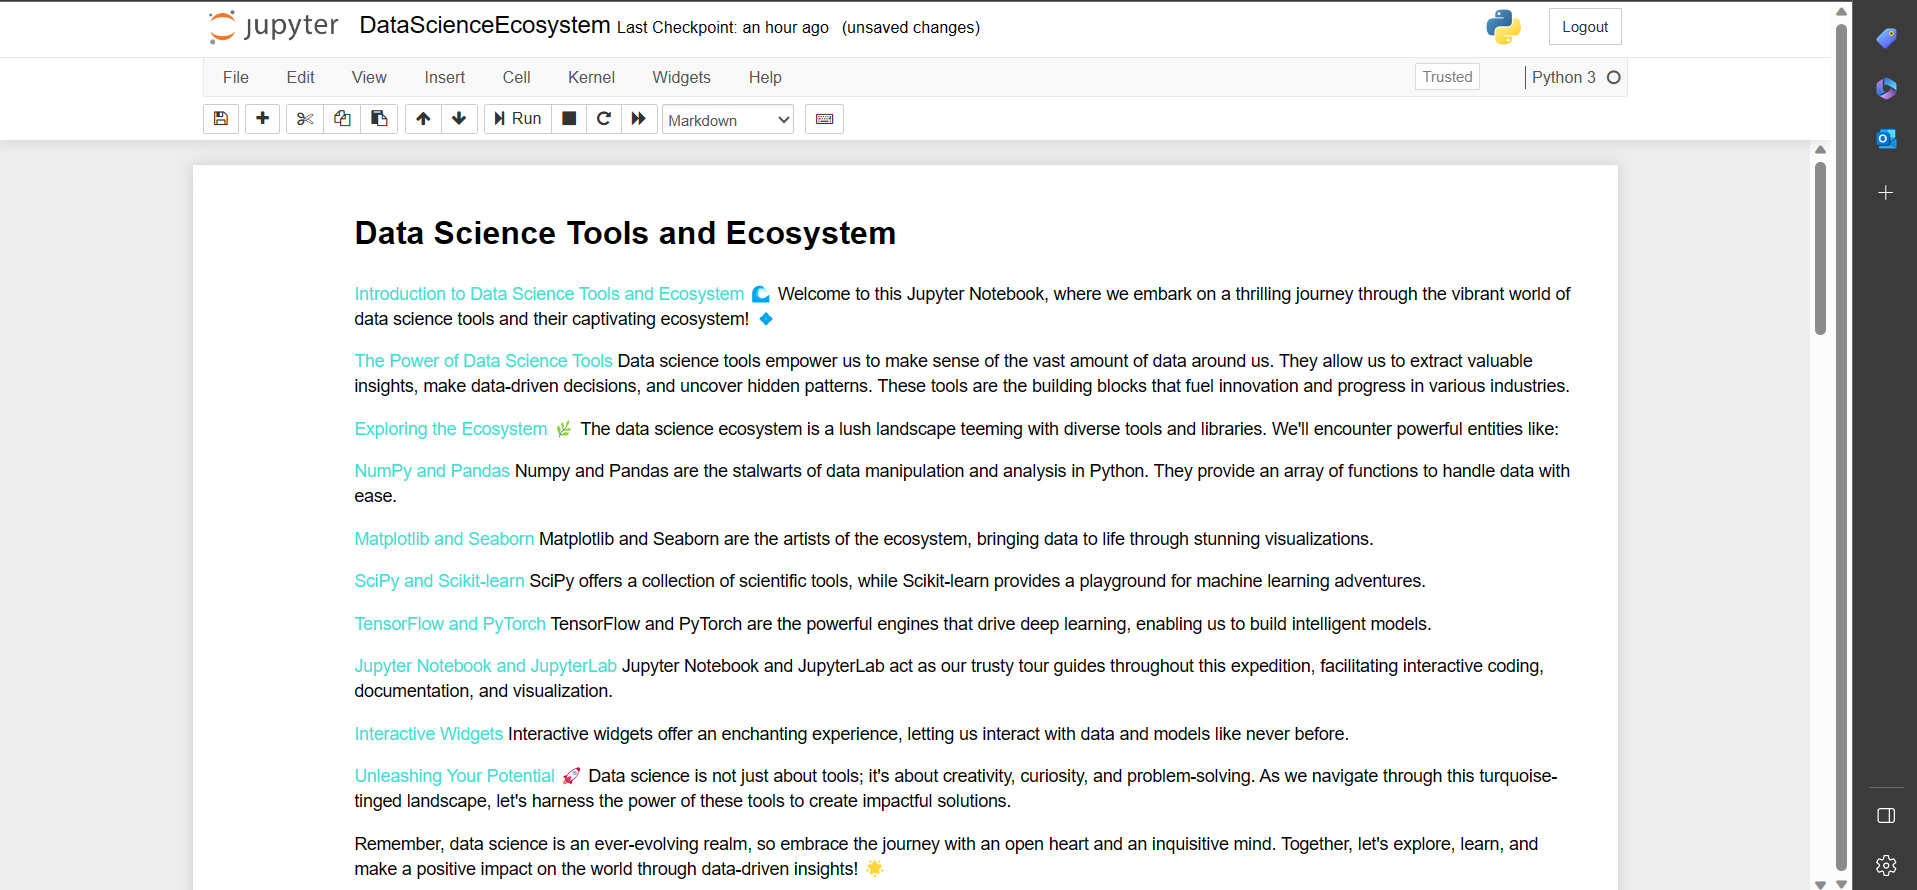 jupyter DataScienceEcosystem Last Checkpoint: an hour ago (unsaved changes) Logout
File Edit View Insert Cell Kernel Widgets Help Trusted Python 3
Run Markdown
Data Science Tools and Ecosystem
Introduction to Data Science Tools and Ecosystem 🌊 Welcome to this Jupyter Notebook, where we embark on a thrilling journey through the vibrant world of
data science tools and their captivating ecosystem! 💠
The Power of Data Science Tools Data science tools empower us to make sense of the vast amount of data around us. They allow us to extract valuable
insights, make data-driven decisions, and uncover hidden patterns. These tools are the building blocks that fuel innovation and progress in various industries.
Exploring the Ecosystem 🌿 The data science ecosystem is a lush landscape teeming with diverse tools and libraries. We'll encounter powerful entities like:
NumPy and Pandas Numpy and Pandas are the stalwarts of data manipulation and analysis in Python. They provide an array of functions to handle data with
ease.
Matplotlib and Seaborn Matplotlib and Seaborn are the artists of the ecosystem, bringing data to life through stunning visualizations.
SciPy and Scikit-learn SciPy offers a collection of scientific tools, while Scikit-learn provides a playground for machine learning adventures.
TensorFlow and PyTorch TensorFlow and PyTorch are the powerful engines that drive deep learning, enabling us to build intelligent models.
Jupyter Notebook and JupyterLab Jupyter Notebook and JupyterLab act as our trusty tour guides throughout this expedition, facilitating interactive coding,
documentation, and visualization.
Interactive Widgets Interactive widgets offer an enchanting experience, letting us interact with data and models like never before.
Unleashing Your Potential 🚀 Data science is not just about tools; it's about creativity, curiosity, and problem-solving. As we navigate through this turquoise-
tinged landscape, let's harness the power of these tools to create impactful solutions.
Remember, data science is an ever-evolving realm, so embrace the journey with an open heart and an inquisitive mind. Together, let's explore, learn, and
make a positive impact on the world through data-driven insights! 🌟